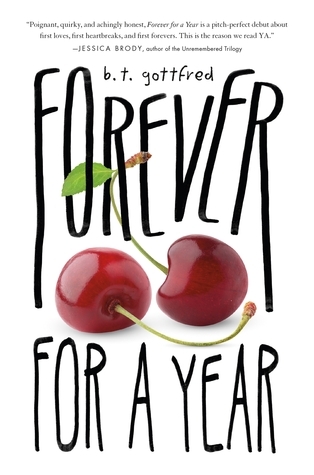 “Poignant, quirky, and achingly honest, Forever for a Year is a pitch-perfect debut about
first loves, first heartbreaks, and first forevers. This is the reason we read YA.”
—JESSICA BRODY, author of the Unremembered Trilogy
b.t. gottfred
FOREVER
FOR A YEAR